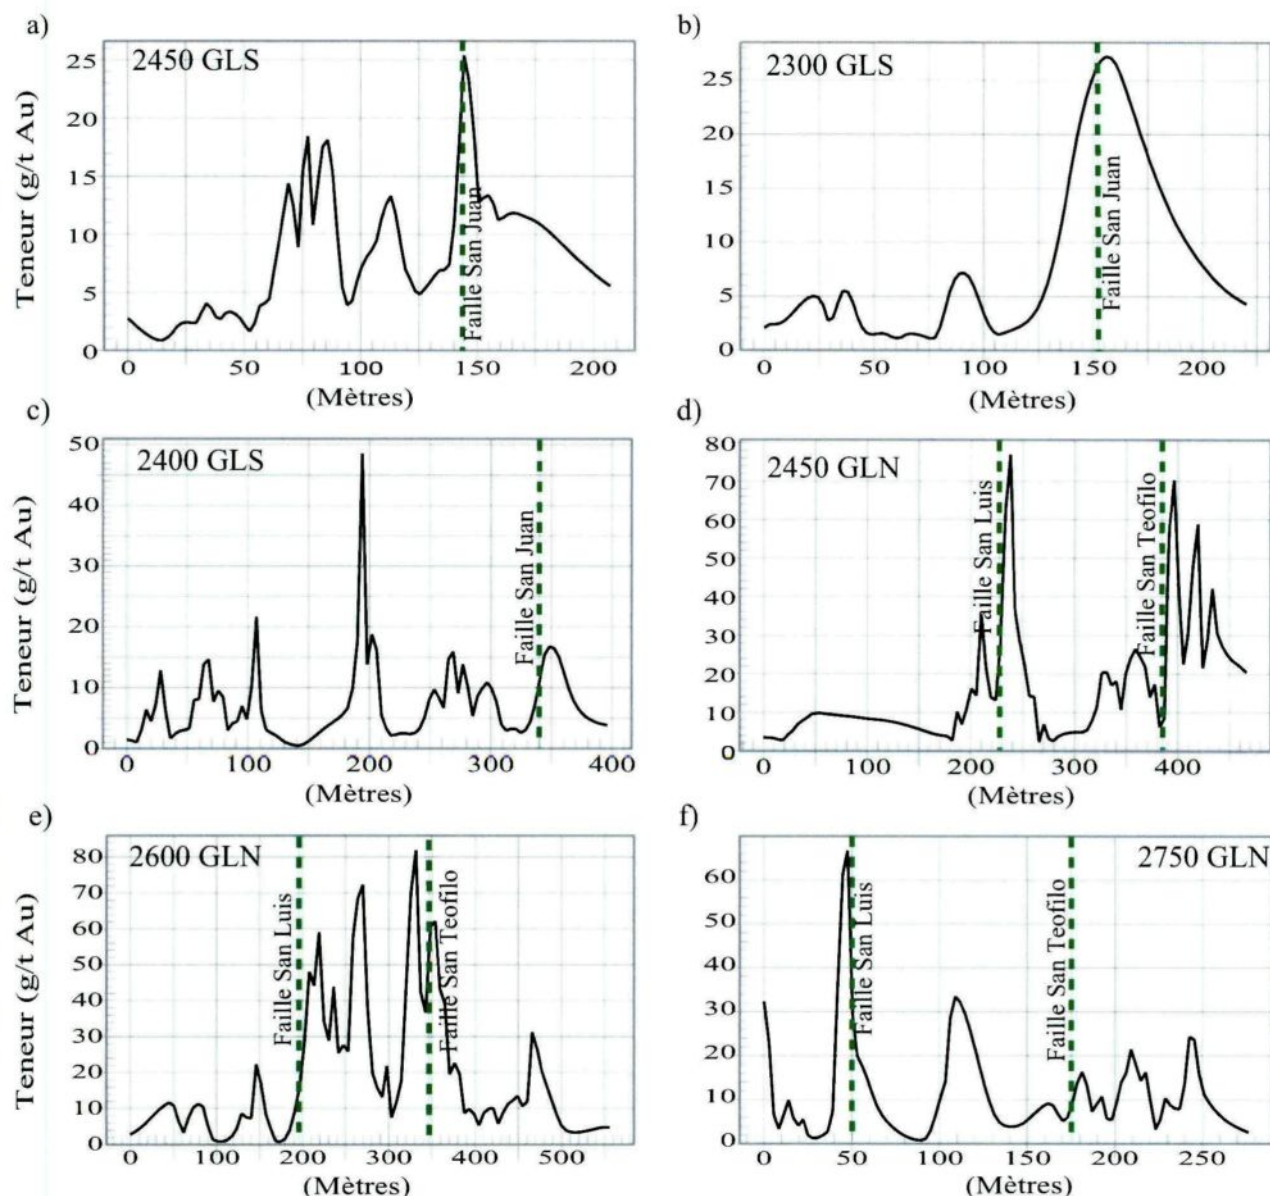 a)
2450 GLS
Teneur (g/t Au)
25
20
15
10
5
0
Faille San Juan
0 50 100 150 200
(Mètres)
b)
2300 GLS
25
20
15
10
5
0
Faille San Juan
0 50 100 150 200
(Mètres)
c)
2400 GLS
Teneur (g/t Au)
50
40
30
20
10
0
Faille San Juan
0 100 200 300 400
(Mètres)
d)
2450 GLN
80
70
60
50
40
30
20
10
0
Faille San Luis
Faille San Teofilo
0 100 200 300 400
(Mètres)
e)
2600 GLN
Teneur (g/t Au)
80
70
60
50
40
30
20
10
0
Faille San Luis
Faille San Teofilo
0 100 200 300 400 500
(Mètres)
f)
2750 GLN
60
50
40
30
20
10
0
Faille San Luis
Faille San Teofilo
0 50 100 150 200 250
(Mètres)